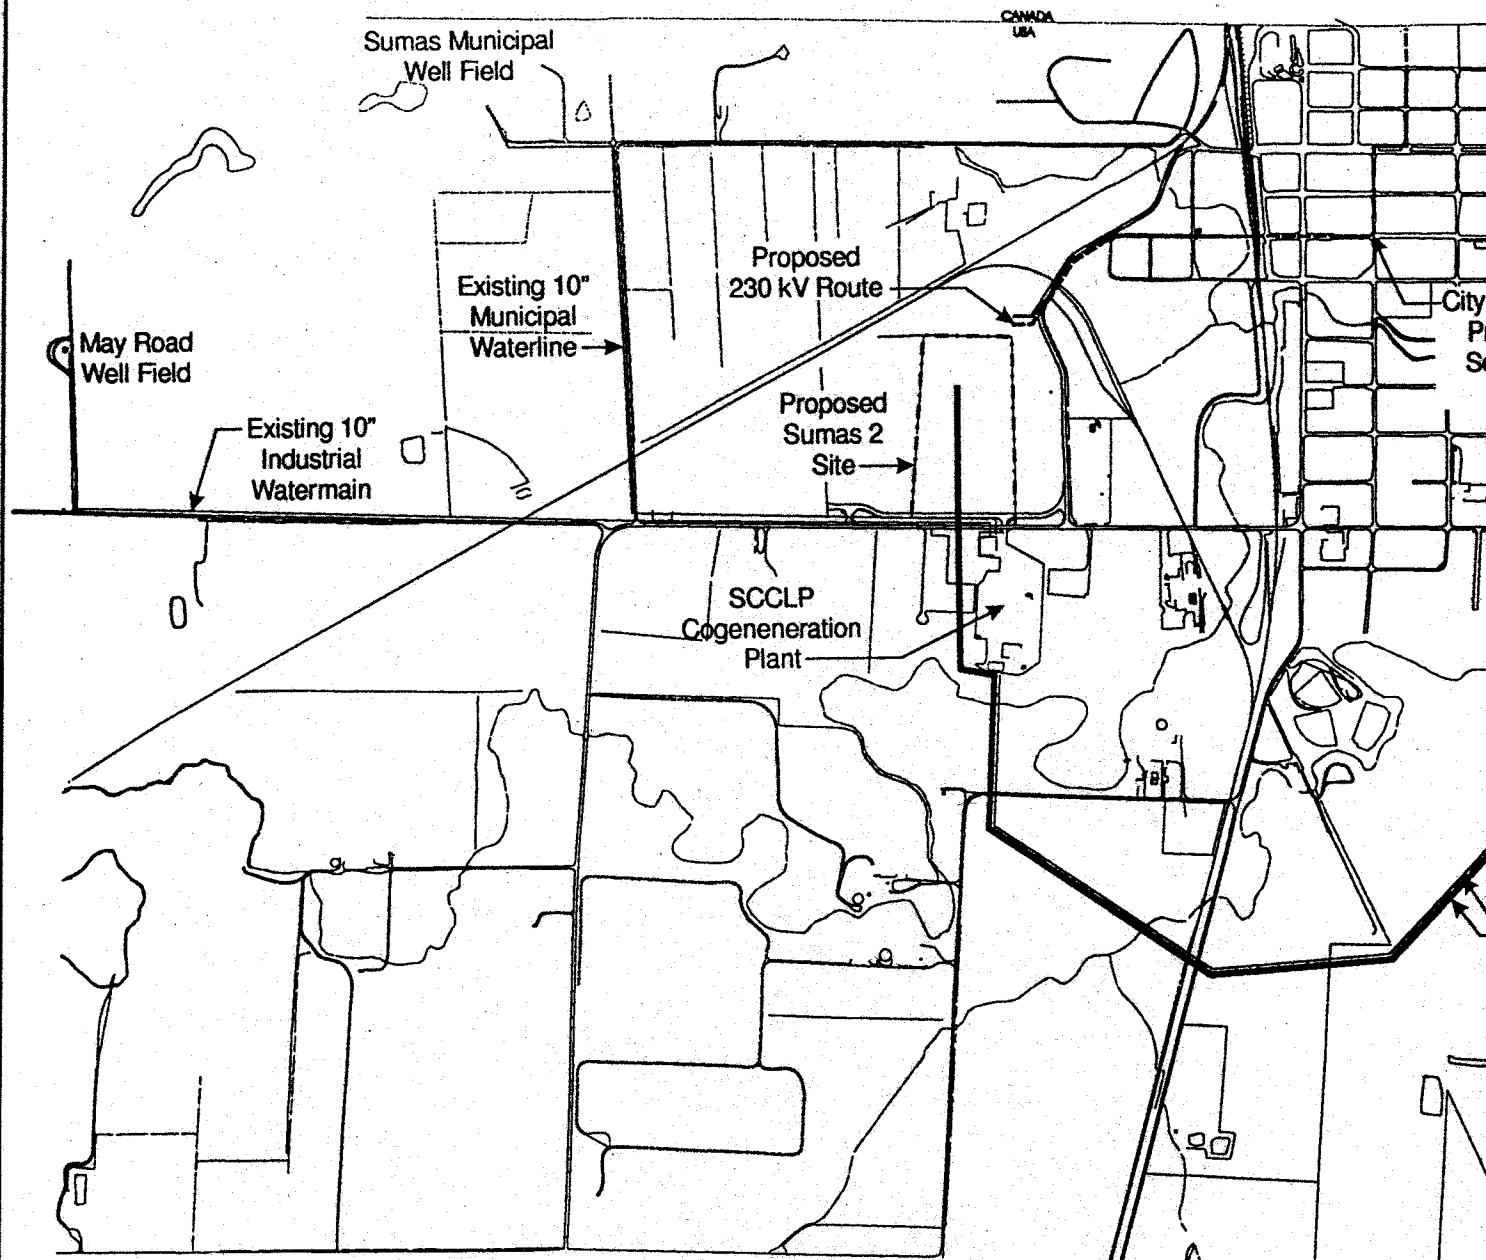 CANADA
USA
Sumas Municipal
Well Field
Proposed
230 kV Route
Existing 10"
Municipal
Waterline
City
May Road
Well Field
Proposed
Sumas 2
Site
Existing 10"
Industrial
Watermain
SCCLP
Cogeneneration
Plant